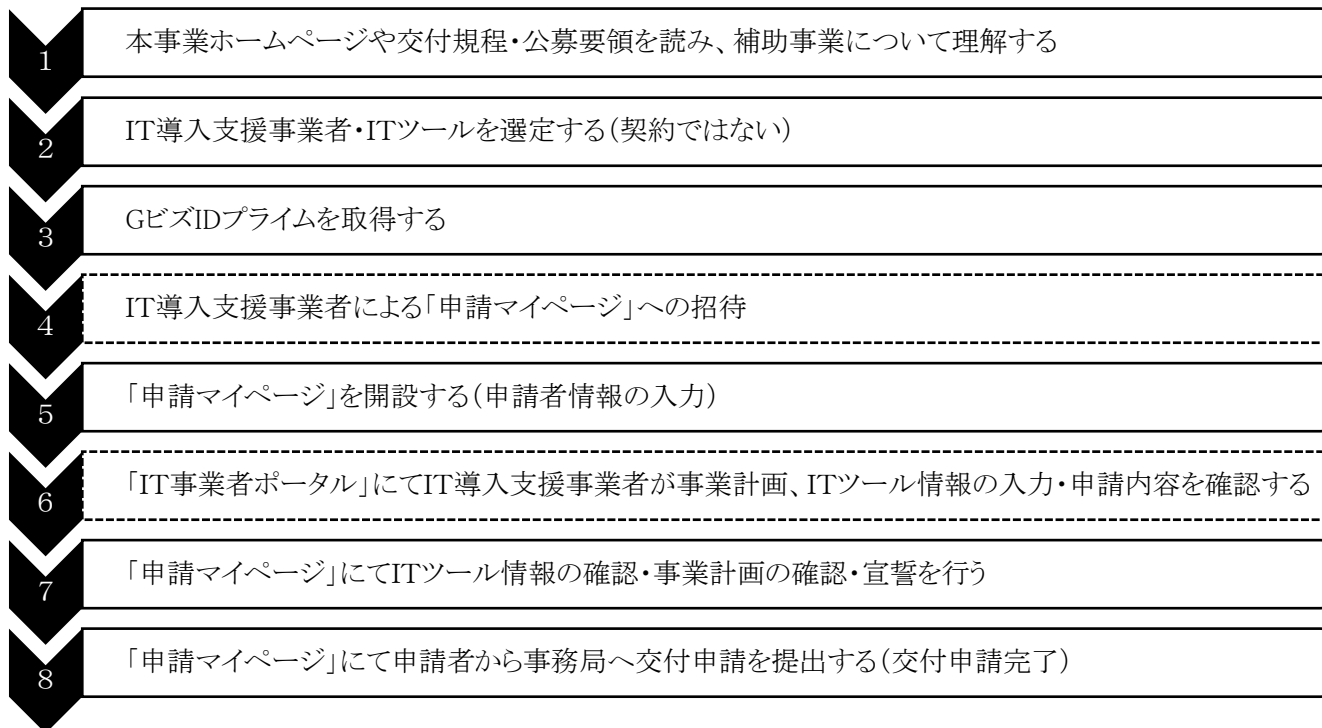 1
本事業ホームページや交付規程・公募要領を読み、補助事業について理解する
2
IT導入支援事業者・ITツールを選定する（契約ではない）
3
GビズIDプライムを取得する
4
IT導入支援事業者による「申請マイページ」への招待
5
「申請マイページ」を開設する（申請者情報の入力）
6
「IT事業者ポータル」にてIT導入支援事業者が事業計画、ITツール情報の入力・申請内容を確認する
7
「申請マイページ」にてITツール情報の確認・事業計画の確認・宣誓を行う
8
「申請マイページ」にて申請者から事務局へ交付申請を提出する（交付申請完了）